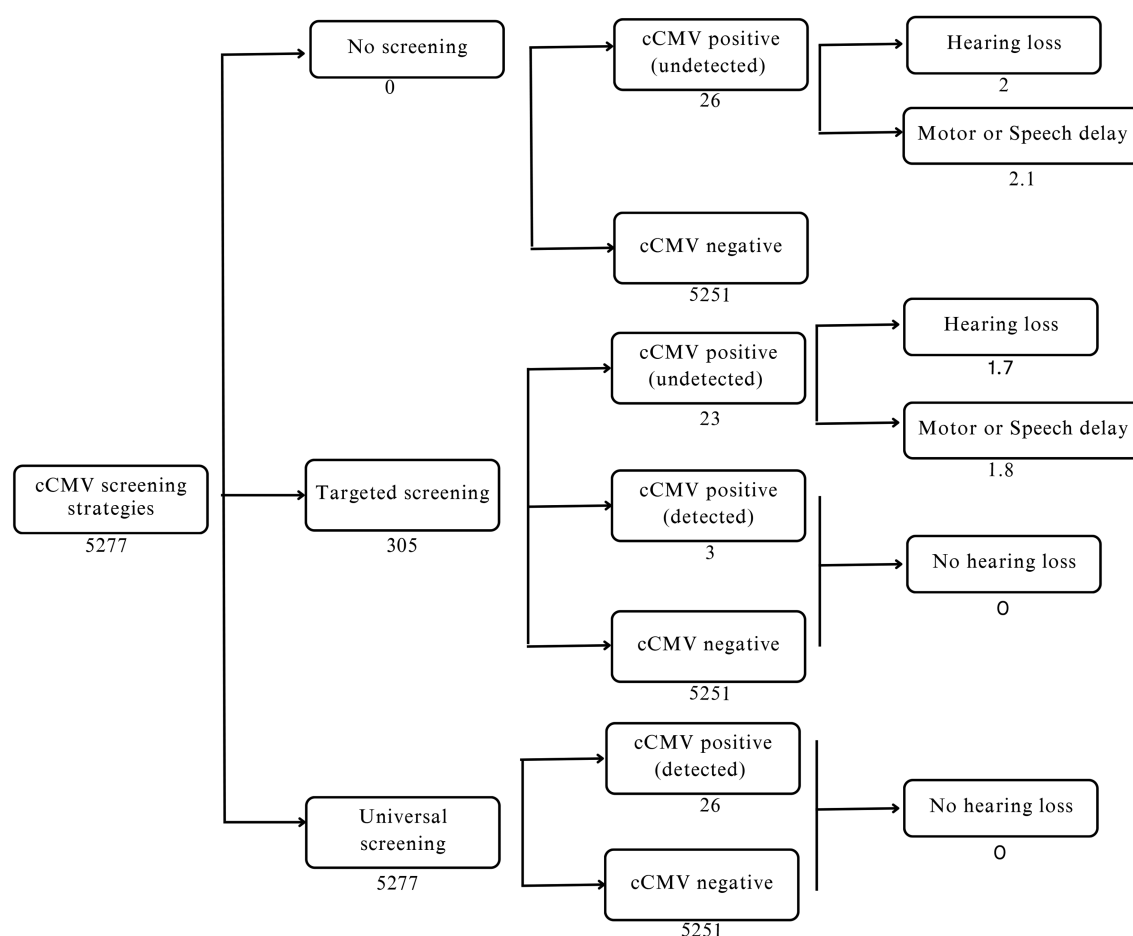 No screening
0
cCMV positive
(undetected)
26
Hearing loss
2
Motor or Speech delay
2.1
cCMV negative
5251
cCMV screening
strategies
5277
Targeted screening
305
cCMV positive
(undetected)
23
Hearing loss
1.7
Motor or Speech delay
1.8
cCMV positive
(detected)
3
cCMV negative
5251
No hearing loss
0
Universal
screening
5277
cCMV positive
(detected)
26
cCMV negative
5251
No hearing loss
0